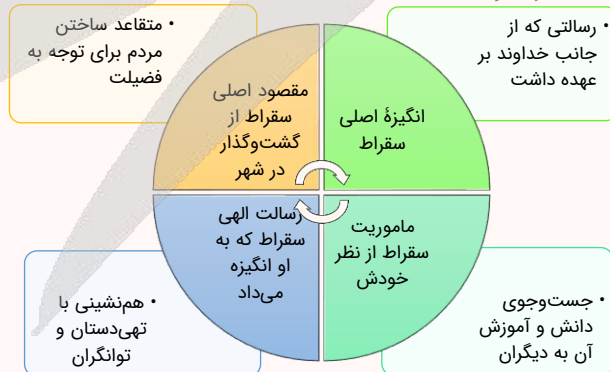 • رسالتی که از
جانب خداوند بر
عهده داشت
• متقاعد ساختن
مردم برای توجه به
فضیلت
انگیزهٔ اصلی
سقراط
مقصود اصلی
سقراط از
گشت‌وگذار
در شهر
ماموریت
سقراط از نظر
خودش
رسالت الهی
سقراط که به
او انگیزه
می‌داد
• جست‌وجوی
دانش و آموزش
آن به دیگران
• هم‌نشینی با
تهی‌دستان و
توانگران